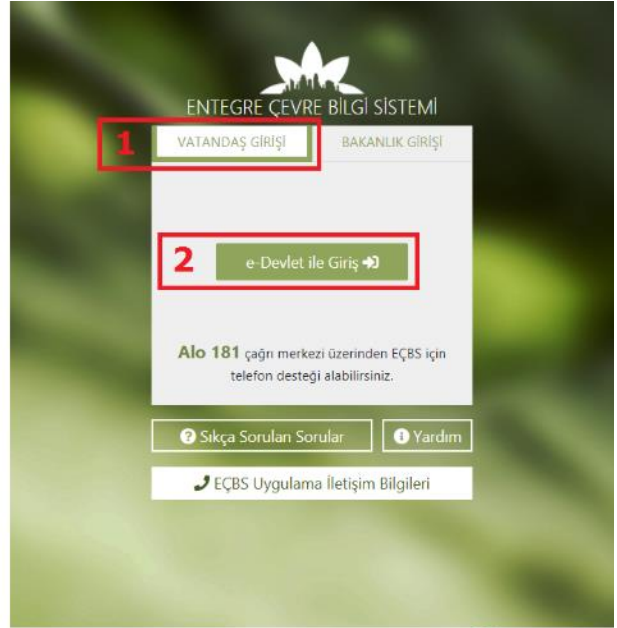 ENTEGRE ÇEVRE BİLGİ SİSTEMİ
1 VATANDAŞ GİRİŞİ BAKANLIK GİRİŞİ
2 e-Devlet ile Giriş
Alo 181 çağrı merkezi üzerinden EÇBS için
telefon desteği alabilirsiniz.
Sıkça Sorulan Sorular Yardım
EÇBS Uygulama İletişim Bilgileri